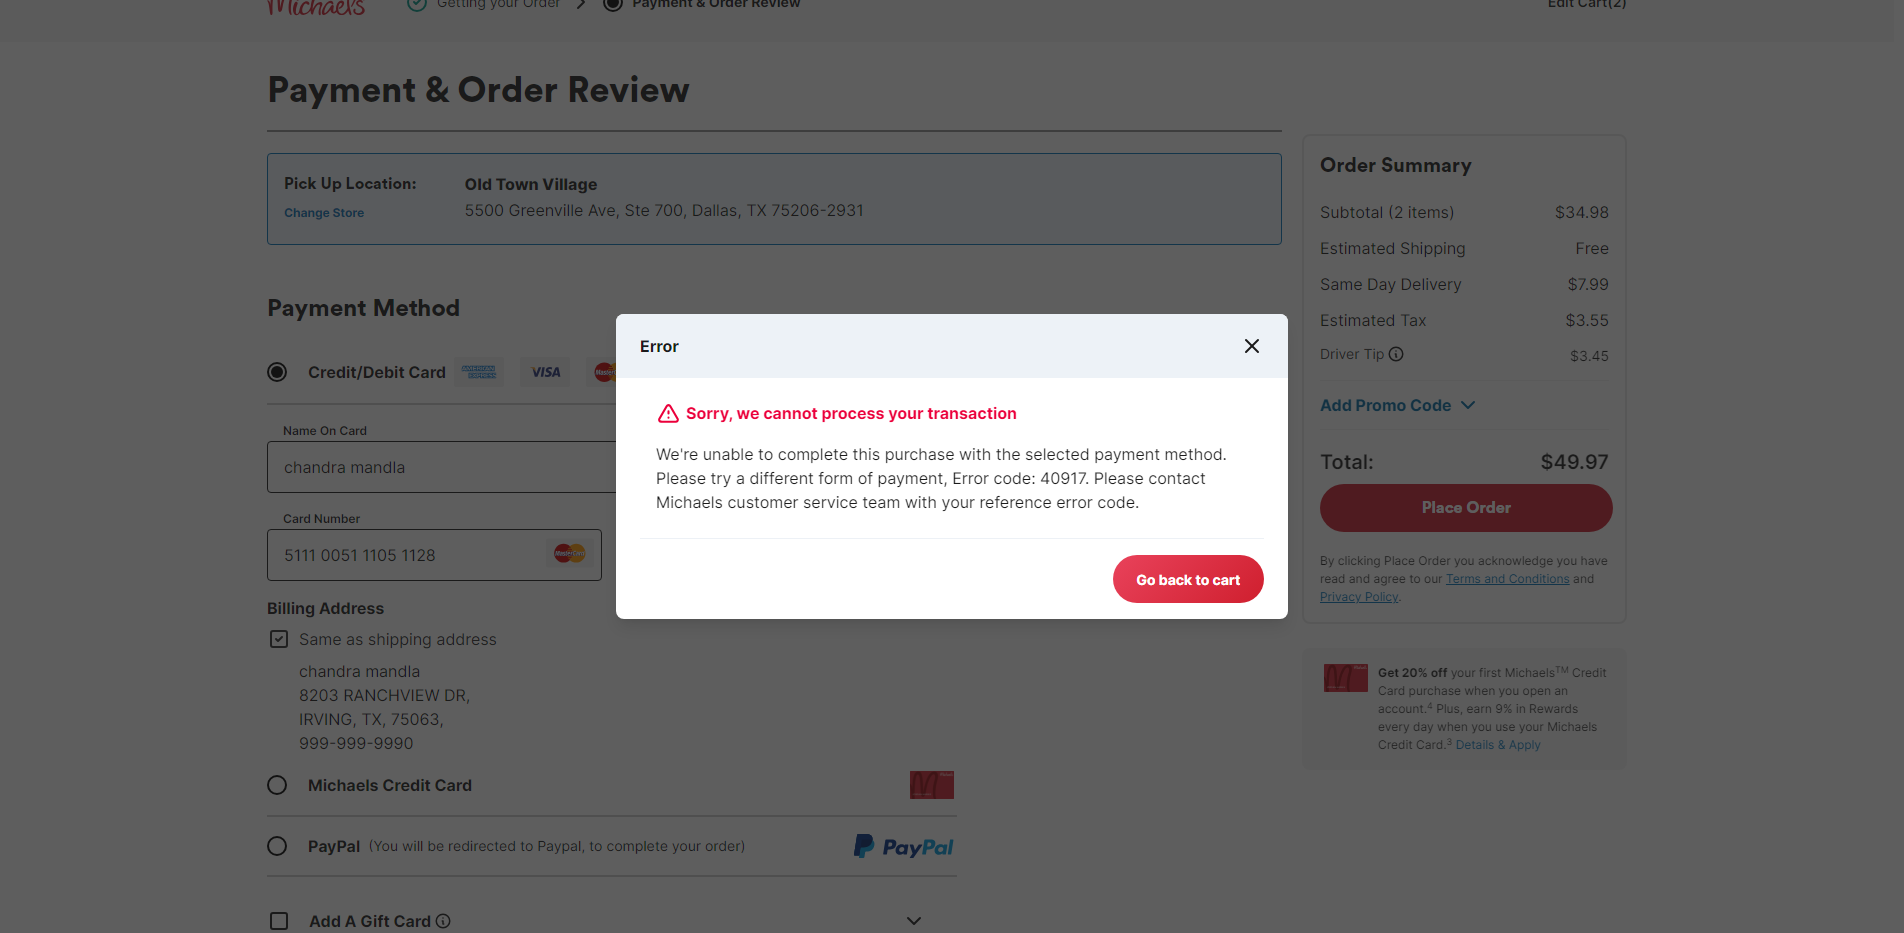 Michaels
Getting your Order
Payment & Order Review
Edit Cart(2)
Payment & Order Review
Pick Up Location:
Old Town Village
Change Store
5500 Greenville Ave, Ste 700, Dallas, TX 75206-2931
Payment Method
Credit/Debit Card
AMERICAN EXPRESS
VISA
Name On Card
chandra mandla
Card Number
5111 0051 1105 1128
MasterCard
Billing Address
Same as shipping address
chandra mandla
8203 RANCHVIEW DR,
IRVING, TX, 75063,
999-999-9990
Michaels Credit Card
PayPal (You will be redirected to Paypal, to complete your order)
PayPal
Add A Gift Card
Error
Sorry, we cannot process your transaction
We're unable to complete this purchase with the selected payment method.
Please try a different form of payment, Error code: 40917. Please contact
Michaels customer service team with your reference error code.
Go back to cart
Order Summary
Subtotal (2 items) $34.98
Estimated Shipping Free
Same Day Delivery $7.99
Estimated Tax $3.55
Driver Tip $3.45
Add Promo Code
Total: $49.97
Place Order
By clicking Place Order you acknowledge you have
read and agree to our Terms and Conditions and
Privacy Policy.
Get 20% off your first Michaels™ Credit
Card purchase when you open an
account.⁴ Plus, earn 9% in Rewards
every day when you use your Michaels
Credit Card.³ Details & Apply